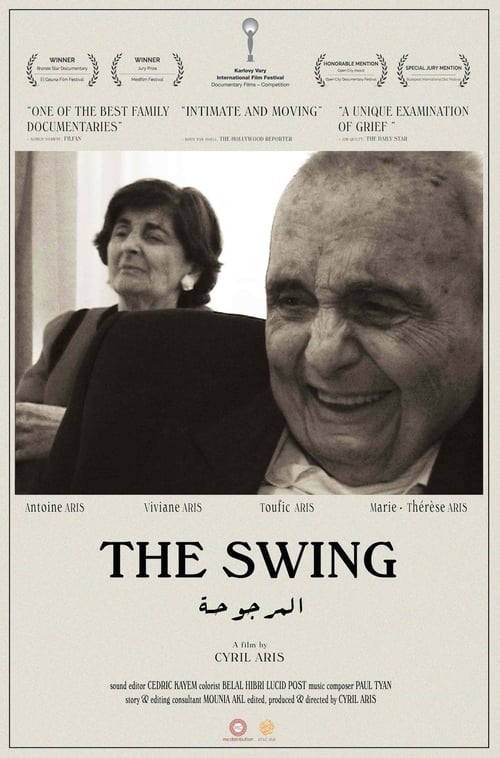 WINNER
Bronze Star Documentary
El Gouna Film Festival
WINNER
Jury Prize
Medfilm Festival
Karlovy Vary
International Film Festival
Documentary Films - Competition
HONORABLE MENTION
Open City Award
Open City Documentary Festival
SPECIAL JURY MENTION
Budapest International Doc Festival
"ONE OF THE BEST FAMILY
DOCUMENTARIES"
FILFAN
"INTIMATE AND MOVING"
THE HOLLYWOOD REPORTER
"A UNIQUE EXAMINATION
OF GRIEF"
- JIM QUILTY, THE DAILY STAR
Antoine ARIS Viviane ARIS Toufic ARIS Marie - Thérèse ARIS
THE SWING
المرجوحة
A film by
CYRIL ARIS
sound editor CEDRIC KAYEM colorist BELAL HIBRI LUCID POST music composer PAUL TYAN
story & editing consultant MOUNIA AKL edited, produced & directed by CYRIL ARIS
mcdistribution